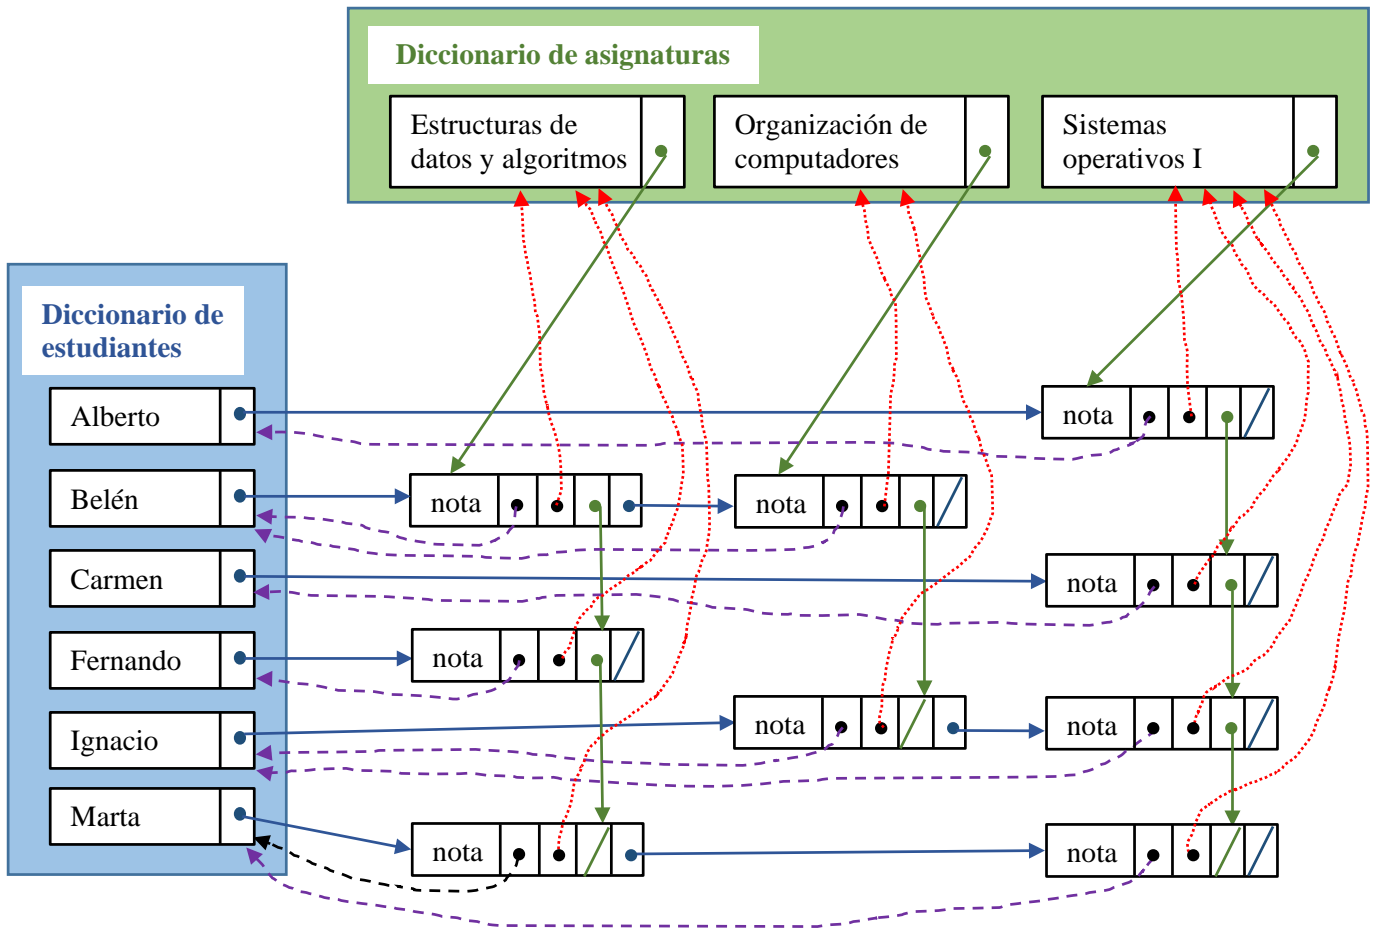 Diccionario de asignaturas
Estructuras de
datos y algoritmos
Organización de
computadores
Sistemas
operativos I
Diccionario de
estudiantes
Alberto
nota
Belén
nota
nota
Carmen
nota
Fernando
nota
Ignacio
nota
nota
Marta
nota
nota